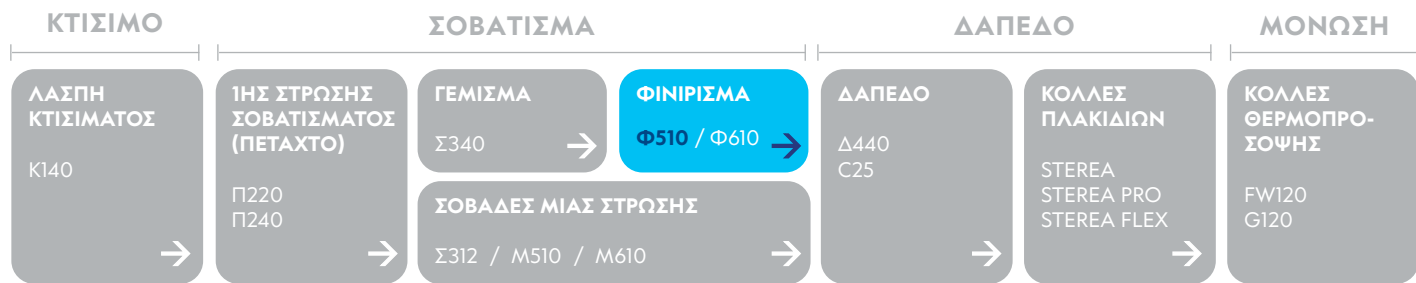 ΚΤΙΣΙΜΟ
ΣΟΒΑΤΙΣΜΑ
ΔΑΠΕΔΟ
ΜΟΝΩΣΗ
ΛΑΣΠΗ
ΚΤΙΣΙΜΑΤΟΣ
Κ140
1ΗΣ ΣΤΡΩΣΗΣ
ΣΟΒΑΤΙΣΜΑΤΟΣ
(ΠΕΤΑΧΤΟ)
Π220
Π240
ΓΕΜΙΣΜΑ
Σ340
ΦΙΝΙΡΙΣΜΑ
Φ510 / Φ610
ΣΟΒΑΔΕΣ ΜΙΑΣ ΣΤΡΩΣΗΣ
Σ312 / Μ510 / Μ610
ΔΑΠΕΔΟ
Δ440
C25
ΚΟΛΛΕΣ
ΠΛΑΚΙΔΙΩΝ
STEREA
STEREA PRO
STEREA FLEX
ΚΟΛΛΕΣ
ΘΕΡΜΟΠΡΟ-
ΣΟΨΗΣ
FW120
G120